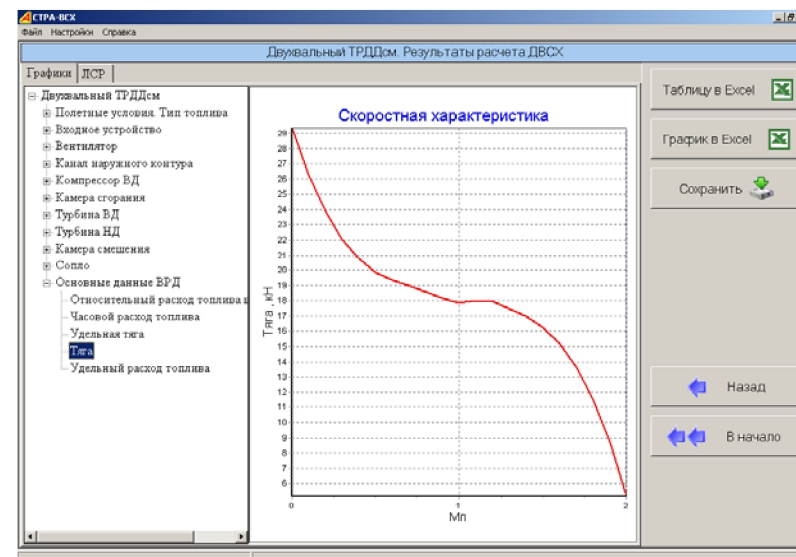 СТРА-ВСХ
Файл Настройки Справка
Двухвальный ТРДДсм. Результаты расчета ДВСХ
Графики ЛСР
Двухвальный ТРДДсм
Полетные условия. Тип топлива
Входное устройство
Вентилятор
Канал наружного контура
Компрессор ВД
Камера сгорания
Турбина ВД
Турбина НД
Камера смешения
Сопло
Основные данные ВРД
Относительный расход топлива
Часовой расход топлива
Удельная тяга
Тяга
Удельный расход топлива
Скоростная характеристика
29
28
27
26
25
24
23
22
21
20
19
18
17
16
15
14
13
12
11
10
9
8
7
6
Тяга, кН
0 1 2
Мп
Таблицу в Excel
График в Excel
Сохранить
Назад
В начало